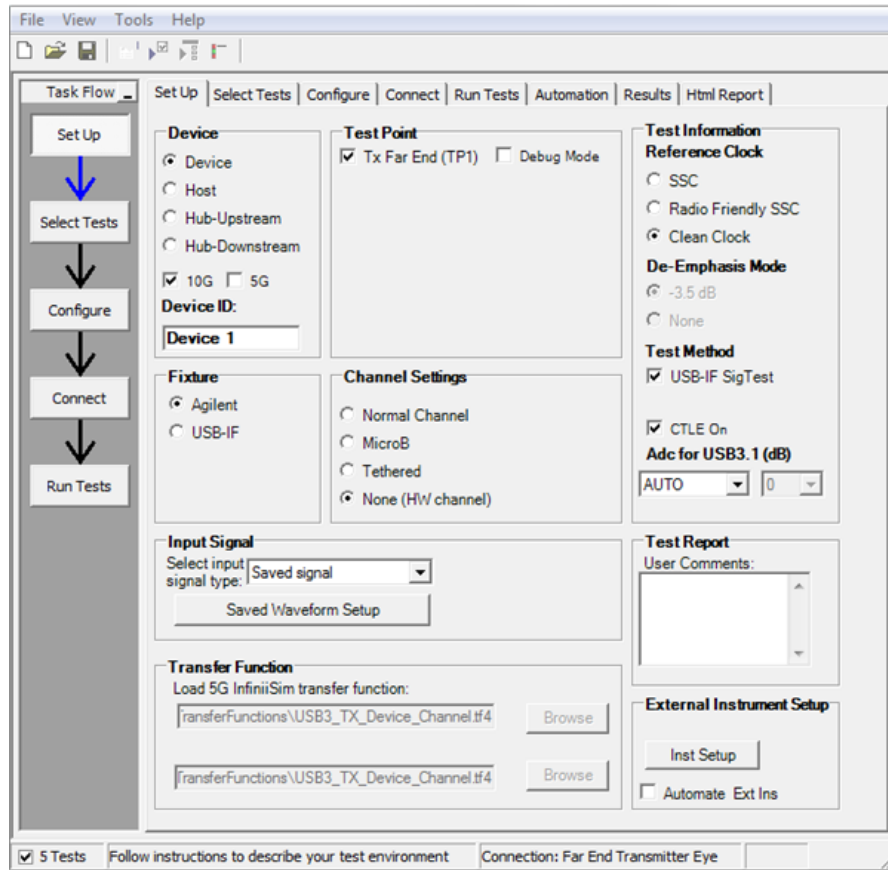 File View Tools Help
Task Flow
Set Up
Select Tests
Configure
Connect
Run Tests
Set Up Select Tests Configure Connect Run Tests Automation Results Html Report
Device
Device
Host
Hub-Upstream
Hub-Downstream
10G 5G
Device ID:
Device 1
Test Point
Tx Far End (TP1) Debug Mode
Test Information
Reference Clock
SSC
Radio Friendly SSC
Clean Clock
De-Emphasis Mode
-3.5 dB
None
Test Method
USB-IF SigTest
CTLE On
Adc for USB3.1 (dB)
AUTO 0
Fixture
Agilent
USB-IF
Channel Settings
Normal Channel
MicroB
Tethered
None (HW channel)
Input Signal
Select input
signal type: Saved signal
Saved Waveform Setup
Test Report
User Comments:
Transfer Function
Load 5G InfiniiSim transfer function:
TransferFunctions\USB3_TX_Device_Channel.tf4 Browse
TransferFunctions\USB3_TX_Device_Channel.tf4 Browse
External Instrument Setup
Inst Setup
Automate Ext Ins
5 Tests Follow instructions to describe your test environment Connection: Far End Transmitter Eye